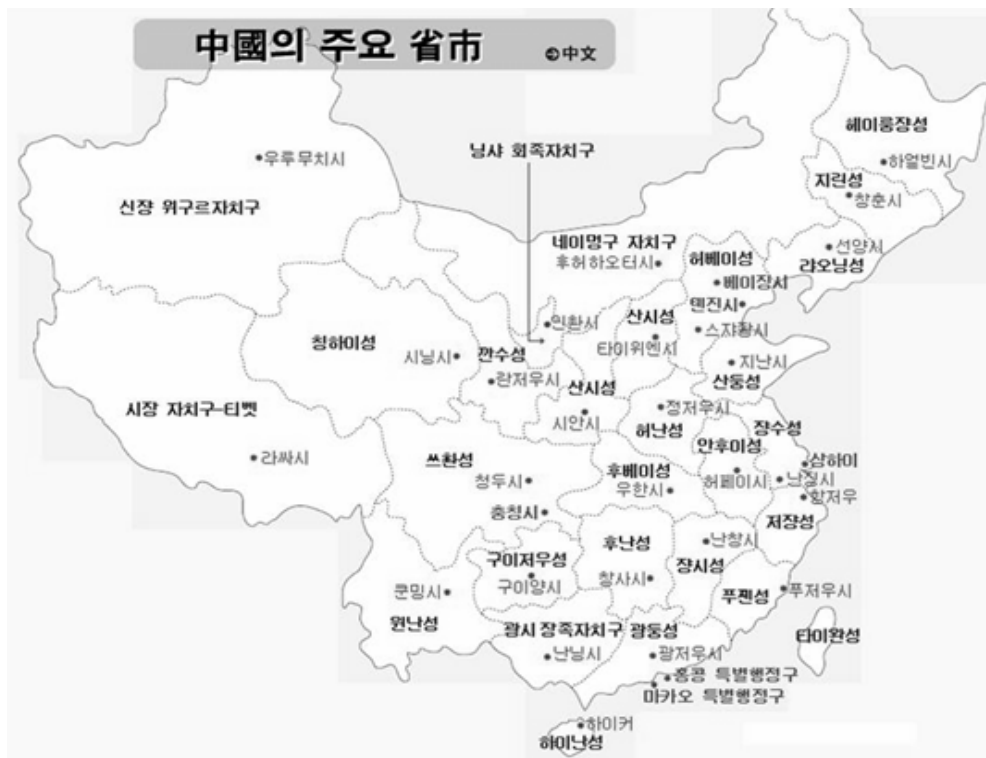 中國의 주요 省市
中文
헤이룽쟝성
하얼빈시
닝샤 회족자치구
우루무치시
지린성
창춘시
신쟝 위구르자치구
네이멍구 자치구
후허하오터시
허베이성
선양시
랴오닝성
베이징시
텐진시
산시성
인촨시
스쟈좡시
칭하이성
타이위엔시
시닝시
깐수성
지난시
란저우시
산시성
산둥성
시장 자치구-티벳
정저우시
시안시
허난성
쟝수성
안후이성
라싸시
쓰촨성
샹하이
후베이성
청두시
허페이시
난징시
우한시
항저우
충칭시
저쟝성
후난성
난창시
구이저우성
쟝시성
창사시
구이양시
쿤밍시
푸젠성
푸저우시
윈난성
광시 장족자치구
광둥성
타이완성
난닝시
광저우시
홍콩 특별행정구
마카오 특별행정구
하이커
하이난성